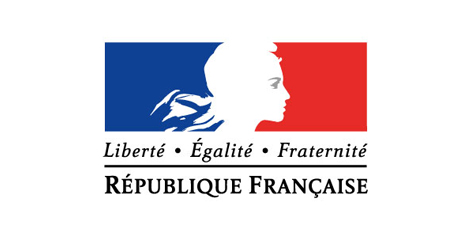 Liberté • Égalité • Fraternité
RÉPUBLIQUE FRANÇAISE